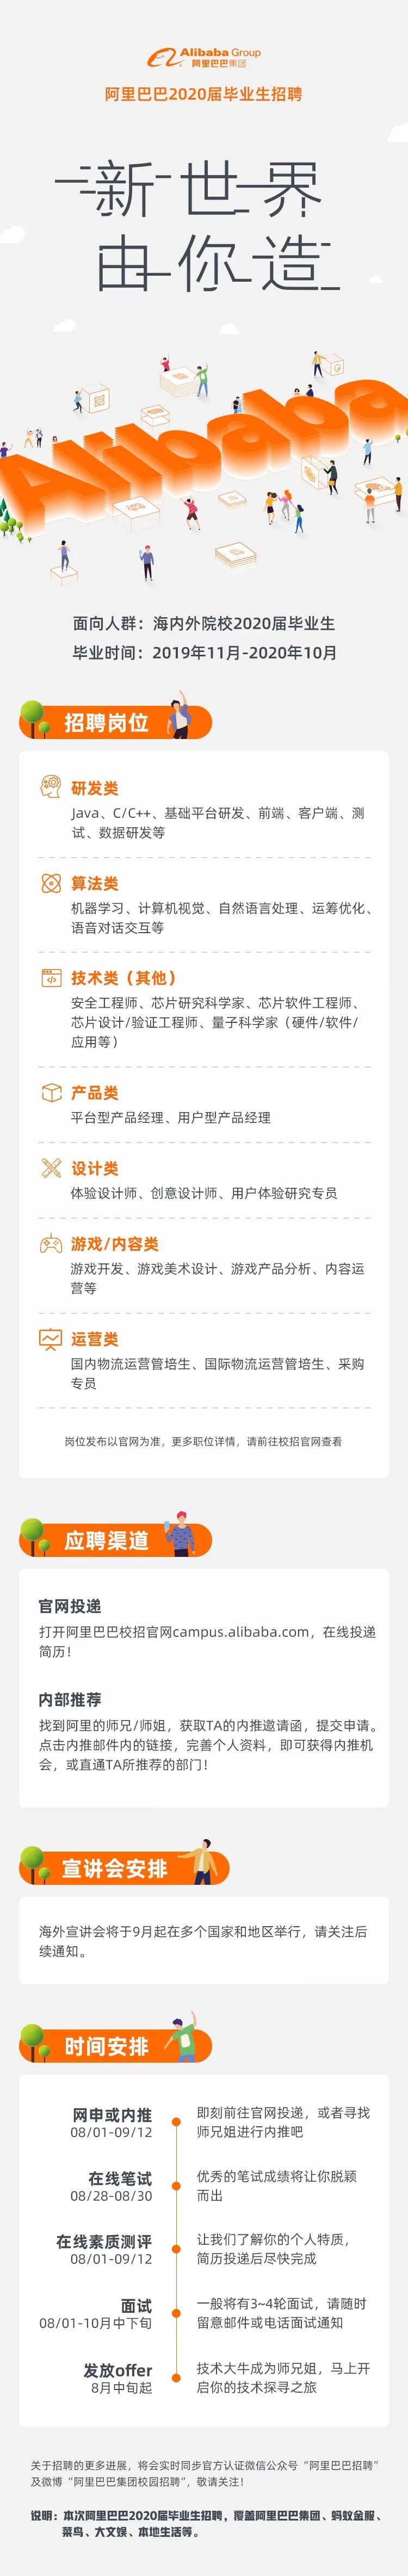 Alibaba Group
阿里巴巴集团
阿里巴巴2020届毕业生招聘
新世界
由你造
Alibaba
面向人群：海内外院校2020届毕业生
毕业时间：2019年11月-2020年10月
招聘岗位
研发类
Java、C/C++、基础平台研发、前端、客户端、测
试、数据研发等
算法类
机器学习、计算机视觉、自然语言处理、运筹优化、
语音对话交互等
技术类（其他）
安全工程师、芯片研究科学家、芯片软件工程师、
芯片设计/验证工程师、量子科学家（硬件/软件/
应用等）
产品类
平台型产品经理、用户型产品经理
设计类
体验设计师、创意设计师、用户体验研究专员
游戏/内容类
游戏开发、游戏美术设计、游戏产品分析、内容运
营等
运营类
国内物流运营管培生、国际物流运营管培生、采购
专员
岗位发布以官网为准，更多职位详情，请前往校招官网查看
应聘渠道
官网投递
打开阿里巴巴校招官网campus.alibaba.com，在线投递
简历！
内部推荐
找到阿里的师兄/师姐，获取TA的内推邀请函，提交申请。
点击内推邮件内的链接，完善个人资料，即可获得内推机
会，或直通TA所推荐的部门！
宣讲会安排
海外宣讲会将于9月起在多个国家和地区举行，请关注后
续通知。
时间安排
网申或内推
08/01-09/12
即刻前往官网投递，或者寻找
师兄姐进行内推吧
在线笔试
08/28-08/30
优秀的笔试成绩将让你脱颖
而出
在线素质测评
08/01-09/12
让我们了解你的个人特质，
简历投递后尽快完成
面试
08/01-10月中下旬
一般将有3~4轮面试，请随时
留意邮件或电话面试通知
发放offer
8月中旬起
技术大牛成为师兄姐，马上开
启你的技术探寻之旅
关于招聘的更多进展，将会实时同步官方认证微信公众号“阿里巴巴招聘”
及微博“阿里巴巴集团校园招聘”，敬请关注！
说明：本次阿里巴巴2020届毕业生招聘，覆盖阿里巴巴集团、蚂蚁金服、
菜鸟、大文娱、本地生活等。